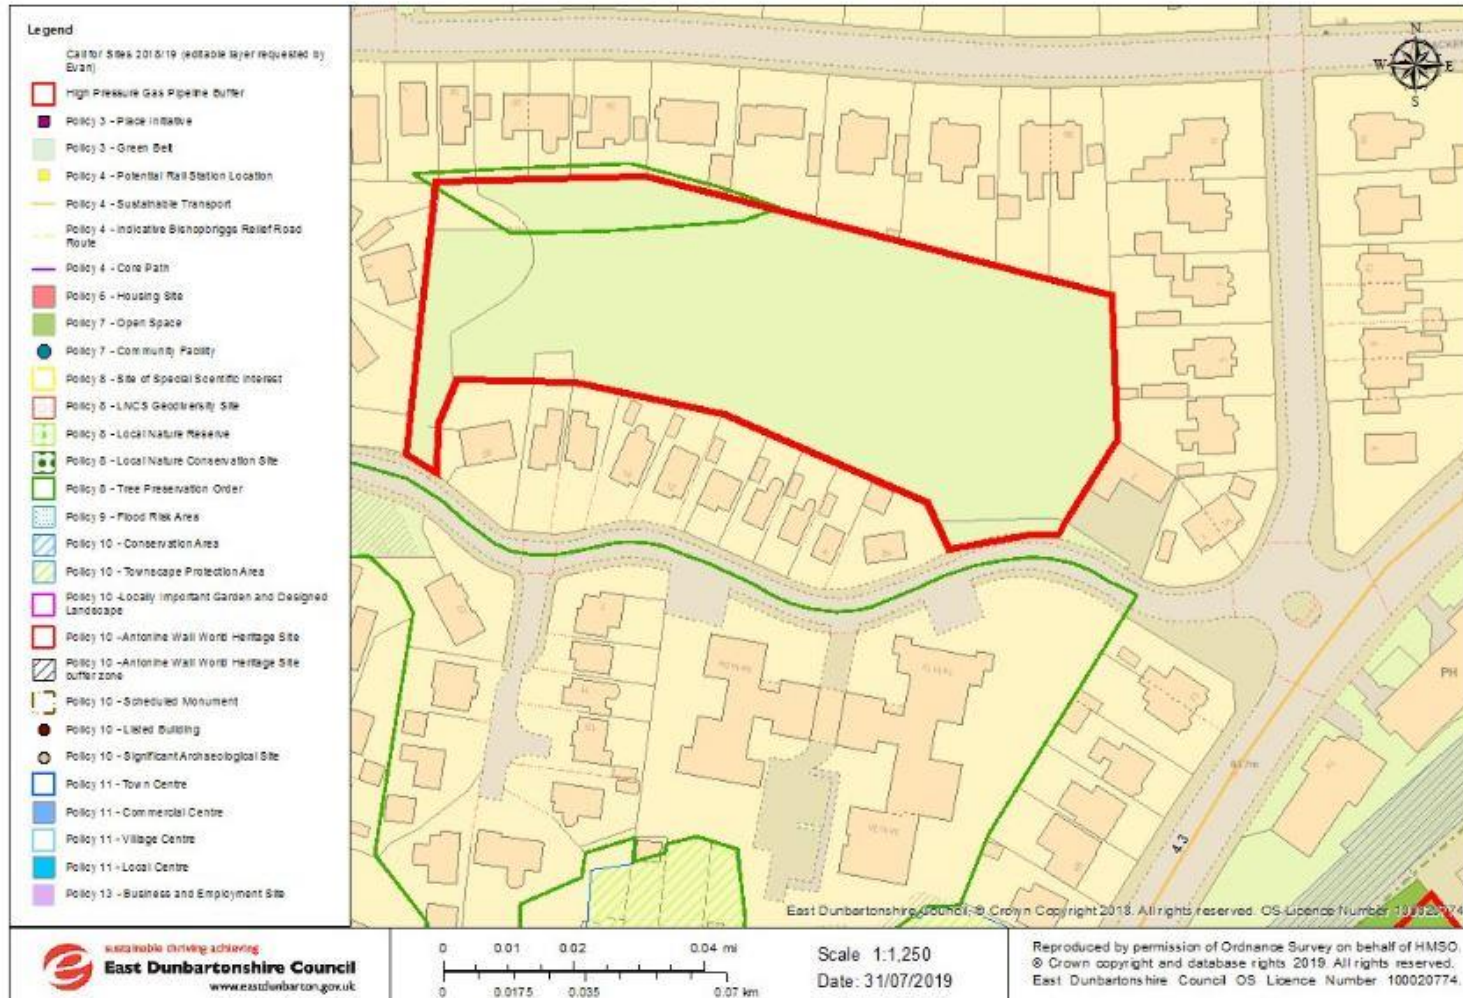 Legend
Call for Sites 2018/19 (editable layer requested by
Evan)
High Pressure Gas Pipeline Buffer
Policy 3 - Place Initiative
Policy 3 - Green Belt
Policy 4 - Potential Rail Station Location
Policy 4 - Sustainable Transport
Policy 4 - Indicative Bishopbriggs Relief Road
Route
Policy 4 - Core Path
Policy 6 - Housing Site
Policy 7 - Open Space
Policy 7 - Community Facility
Policy 8 - Site of Special Scentific Interest
Policy 8 - LNCS Geodiversity Site
Policy 8 - Local Nature Reserve
Policy 8 - Local Nature Conservation Site
Policy 8 - Tree Preservation Order
Policy 9 - Flood Risk Area
Policy 10 - Conservation Area
Policy 10 - Townscape Protection Area
Policy 10 -Locally Important Garden and Designed
Landscape
Policy 10 -Antonine Wall World Heritage Site
Policy 10 -Antonine Wall World Heritage Site
buffer zone
Policy 10 - Scheduled Monument
Policy 10 - Listed Building
Policy 10 - Significant Archaeological Site
Policy 11 - Town Centre
Policy 11 - Commercial Centre
Policy 11 - Village Centre
Policy 11 - Local Centre
Policy 13 - Business and Employment Site
N
W E
S
PH
43
East Dunbartonshire Council, © Crown Copyright 2018. All rights reserved. OS Licence Number 100020774
sustainable thriving achieving
East Dunbartonshire Council
www.eastdunbarton.gov.uk
0 0.01 0.02 0.04 mi
0 0.0175 0.035 0.07 km
Scale 1:1,250
Date: 31/07/2019
Reproduced by permission of Ordnance Survey on behalf of HMSO.
© Crown copyright and database rights 2019. All rights reserved.
East Dunbartonshire Council OS Licence Number 100020774.